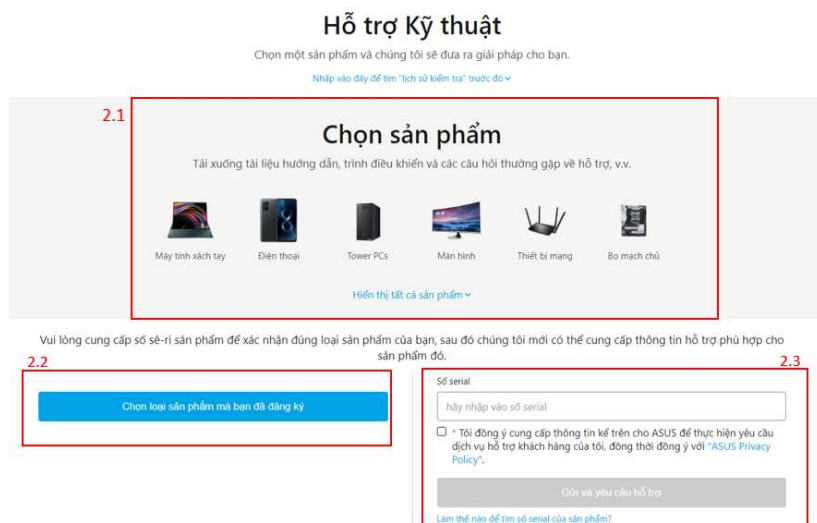 Hỗ trợ Kỹ thuật
Chọn một sản phẩm và chúng tôi sẽ đưa ra giải pháp cho bạn.
Nhấp vào đây để tìm "lịch sử kiểm tra" trước đó
2.1
Chọn sản phẩm
Tải xuống tài liệu hướng dẫn, trình điều khiển và các câu hỏi thường gặp về hỗ trợ, v.v.
Máy tính xách tay
Điện thoại
Tower PCs
Màn hình
Thiết bị mạng
Bo mạch chủ
Hiển thị tất cả sản phẩm
Vui lòng cung cấp số sê-ri sản phẩm để xác nhận đúng loại sản phẩm của bạn, sau đó chúng tôi mới có thể cung cấp thông tin hỗ trợ phù hợp cho
sản phẩm đó.
2.2
Chọn loại sản phẩm mà bạn đã đăng ký
2.3
Số serial
hãy nhập vào số serial
* Tôi đồng ý cung cấp thông tin kể trên cho ASUS để thực hiện yêu cầu
dịch vụ hỗ trợ khách hàng của tôi, đồng thời đồng ý với "ASUS Privacy
Policy".
Gửi và yêu cầu hỗ trợ
Làm thế nào để tìm số serial của sản phẩm?